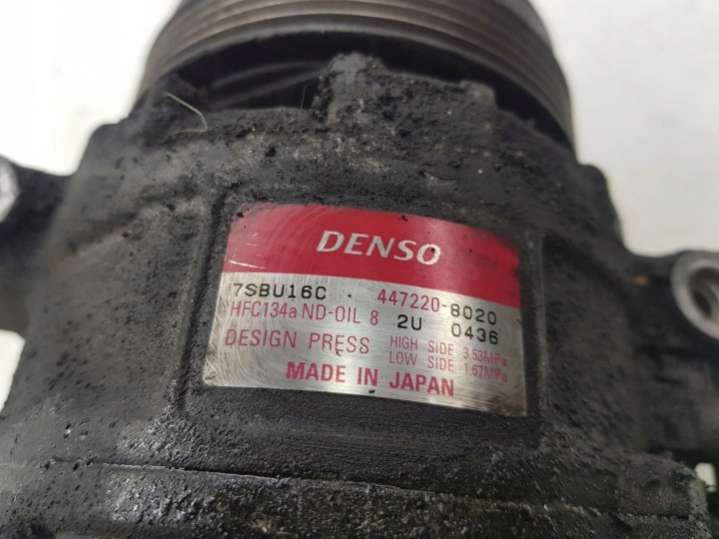 DENSO
7SBU16C 447220-8020
HFC134a ND-OIL 8 2U 0436
DESIGN PRESS HIGH SIDE 3.53MPa
LOW SIDE 1.67MPa
MADE IN JAPAN